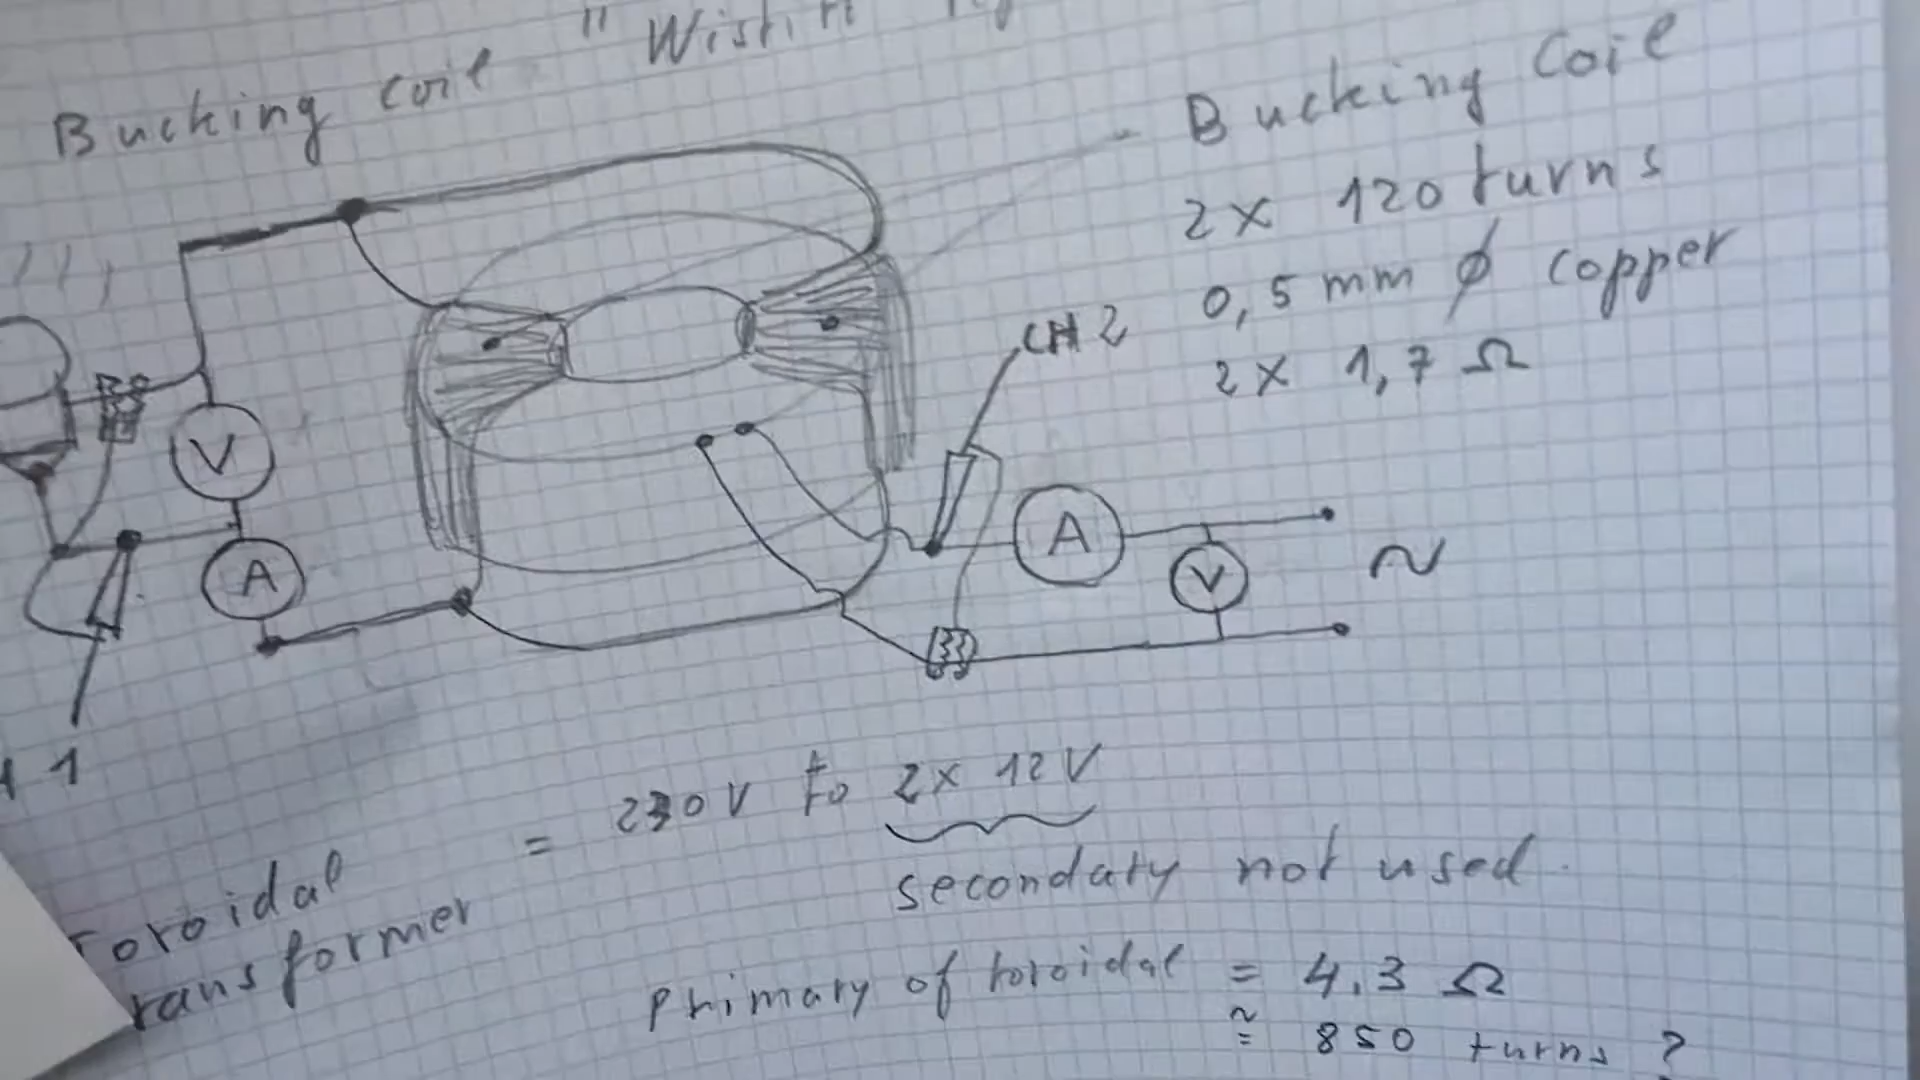 Bucking coil "
Bucking coil
2x 120 turns
0,5 mm ϕ copper
2x 1,7 Ω
CH 2
V
A
A
V
~
1
Toroidal = 230V to 2x 12V
transformer
secondary not used.
primary of toroidal = 4.3 Ω
≅ 850 turns ?